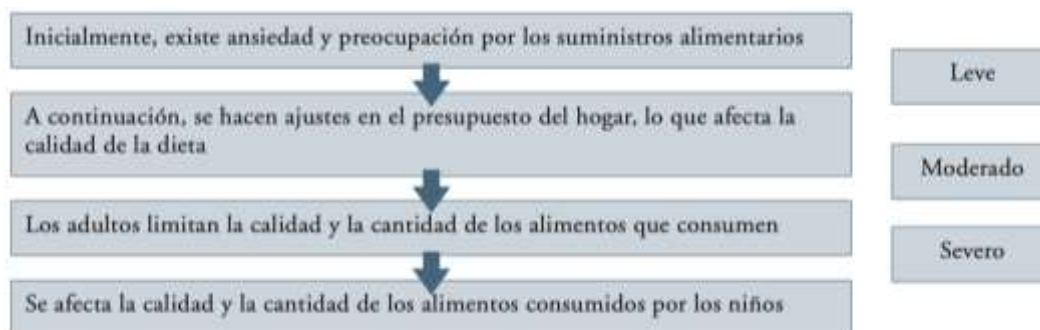 Inicialmente, existe ansiedad y preocupación por los suministros alimentarios
A continuación, se hacen ajustes en el presupuesto del hogar, lo que afecta la
calidad de la dieta
Los adultos limitan la calidad y la cantidad de los alimentos que consumen
Se afecta la calidad y la cantidad de los alimentos consumidos por los niños
Leve
Moderado
Severo